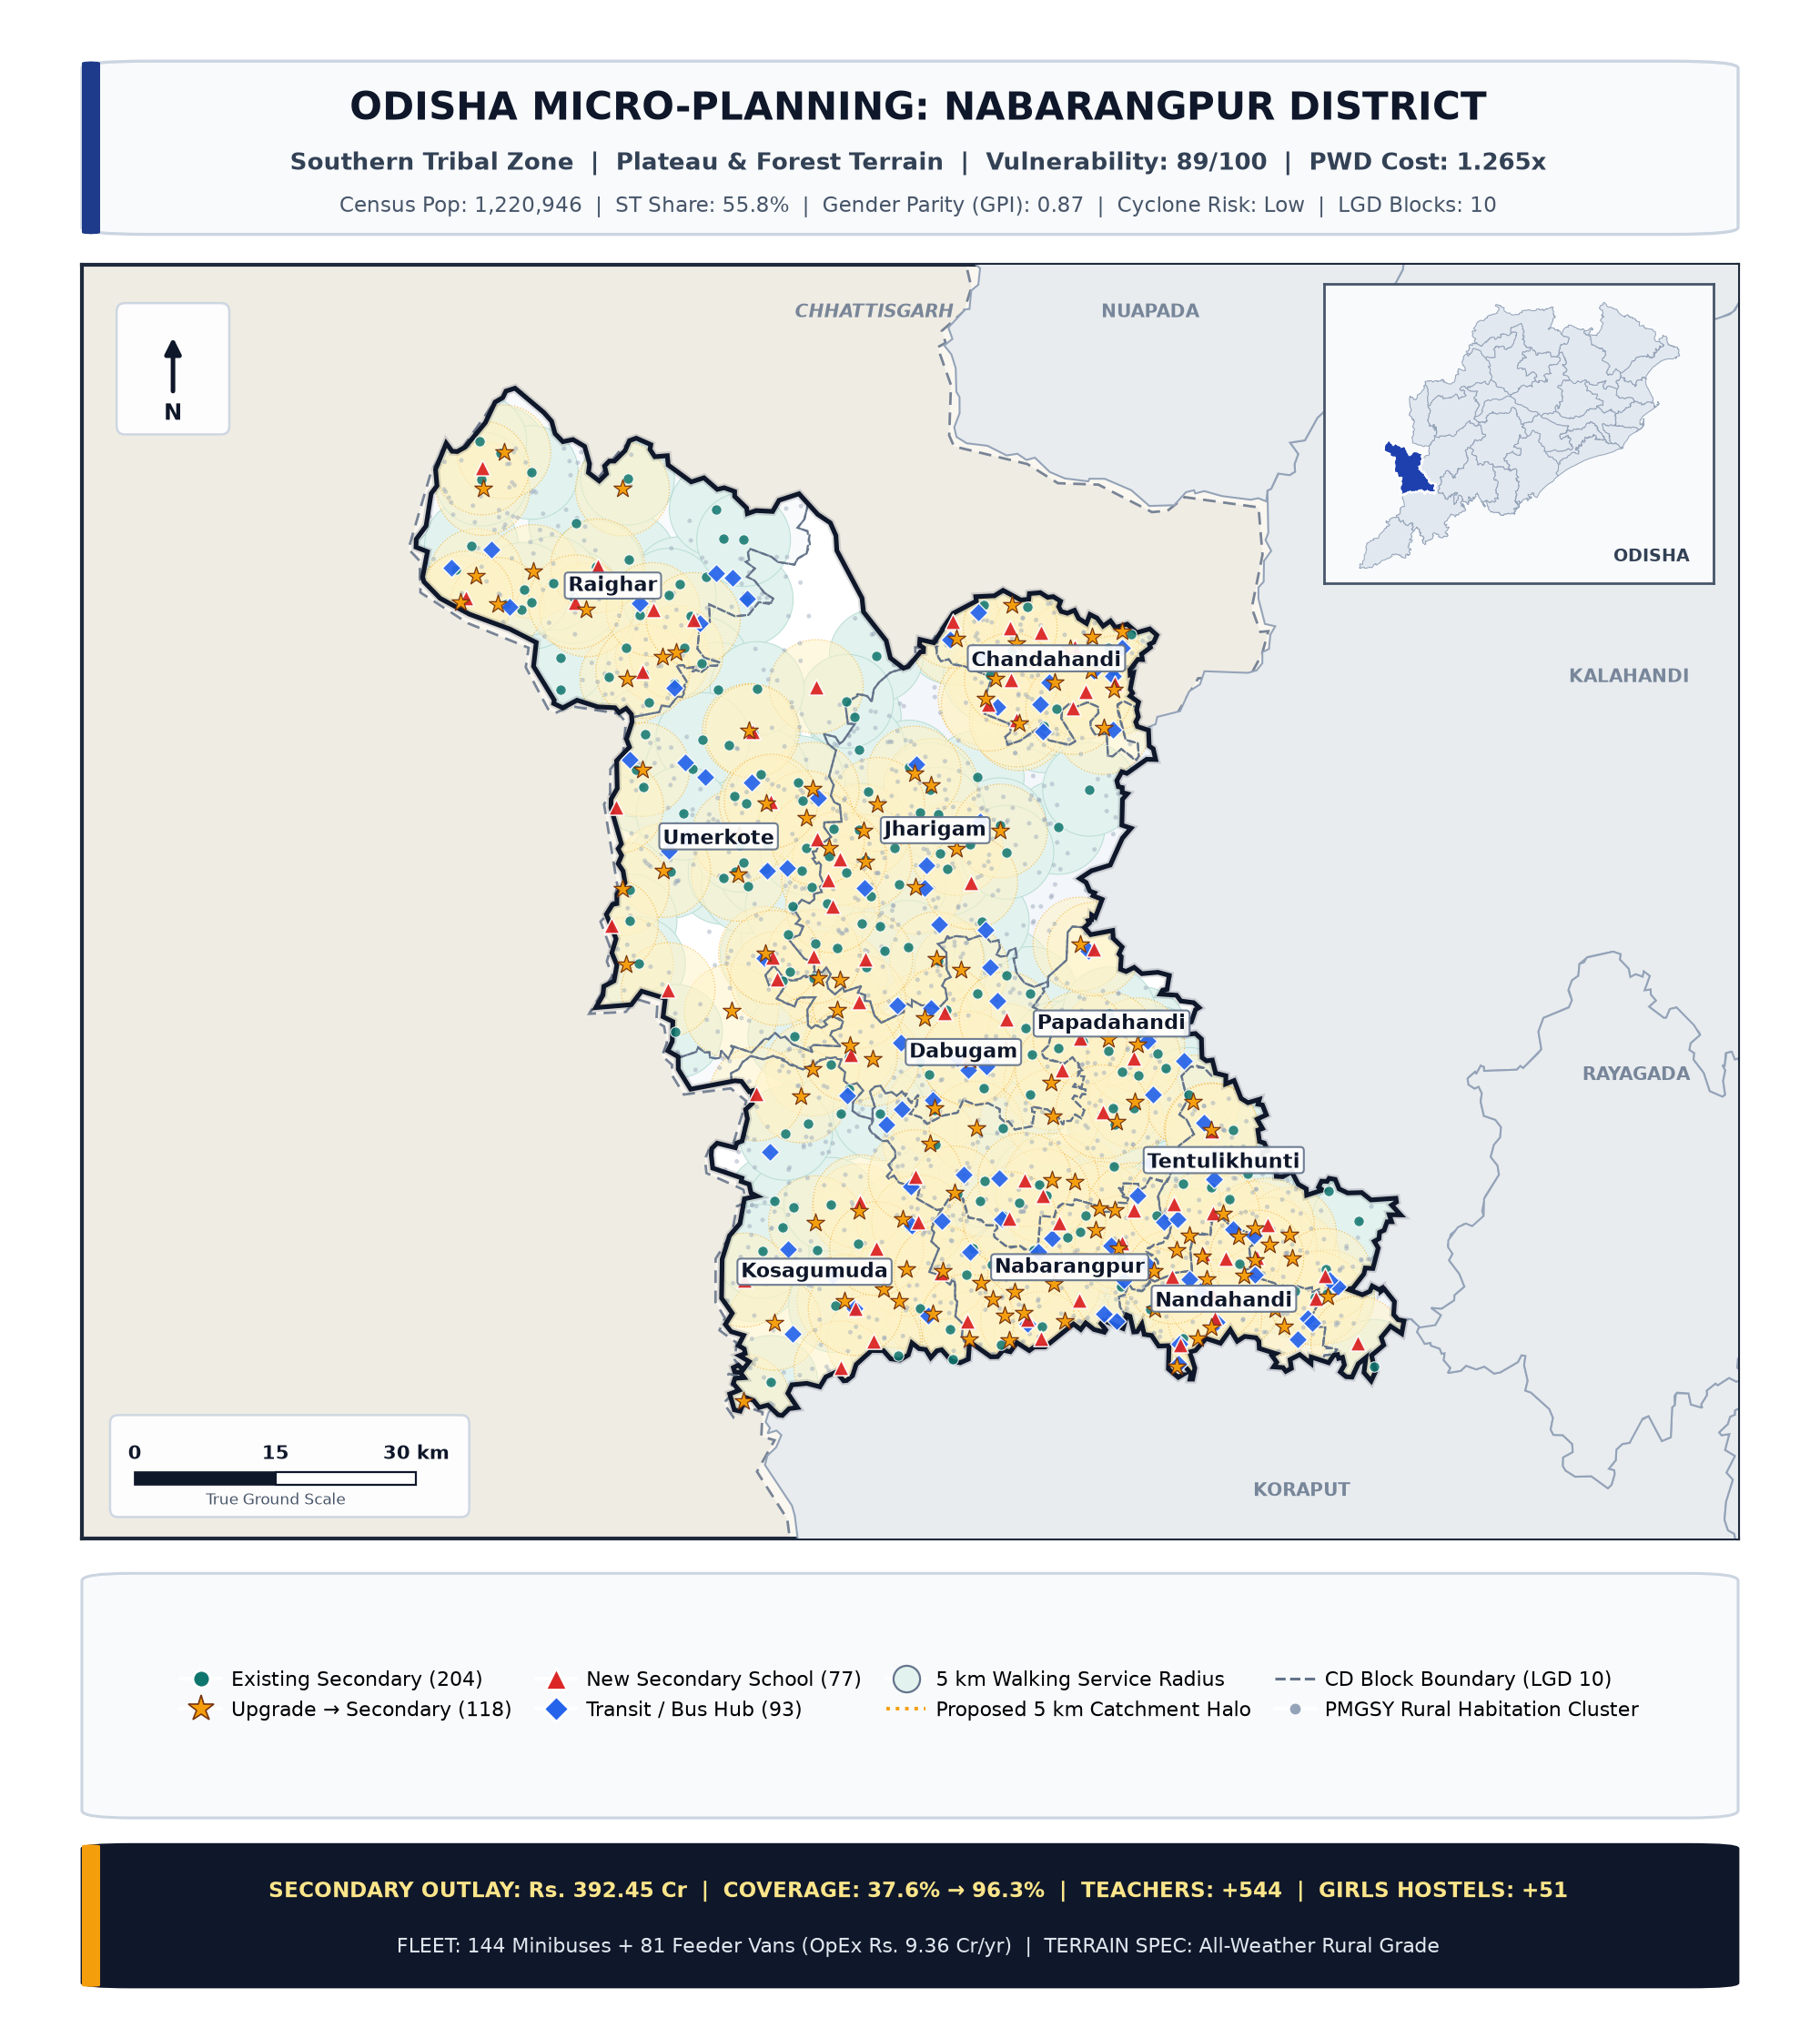 ODISHA MICRO-PLANNING: NABARANGPUR DISTRICT
Southern Tribal Zone | Plateau & Forest Terrain | Vulnerability: 89/100 | PWD Cost: 1.265x
Census Pop: 1,220,946 | ST Share: 55.8% | Gender Parity (GPI): 0.87 | Cyclone Risk: Low | LGD Blocks: 10
CHHATTISGARH
NUAPADA
N
ODISHA
Raighar
Chandahandi
KALAHANDI
Umerkote
Jharigam
Papadahandi
Dabugam
RAYAGADA
Tentulikhunti
Nabarangpur
Kosagumuda
Nandahandi
0 15 30 km
True Ground Scale
KORAPUT
Existing Secondary (204)
Upgrade → Secondary (118)
New Secondary School (77)
Transit / Bus Hub (93)
5 km Walking Service Radius
Proposed 5 km Catchment Halo
CD Block Boundary (LGD 10)
PMGSY Rural Habitation Cluster
SECONDARY OUTLAY: Rs. 392.45 Cr | COVERAGE: 37.6% → 96.3% | TEACHERS: +544 | GIRLS HOSTELS: +51
FLEET: 144 Minibuses + 81 Feeder Vans (OpEx Rs. 9.36 Cr/yr) | TERRAIN SPEC: All-Weather Rural Grade